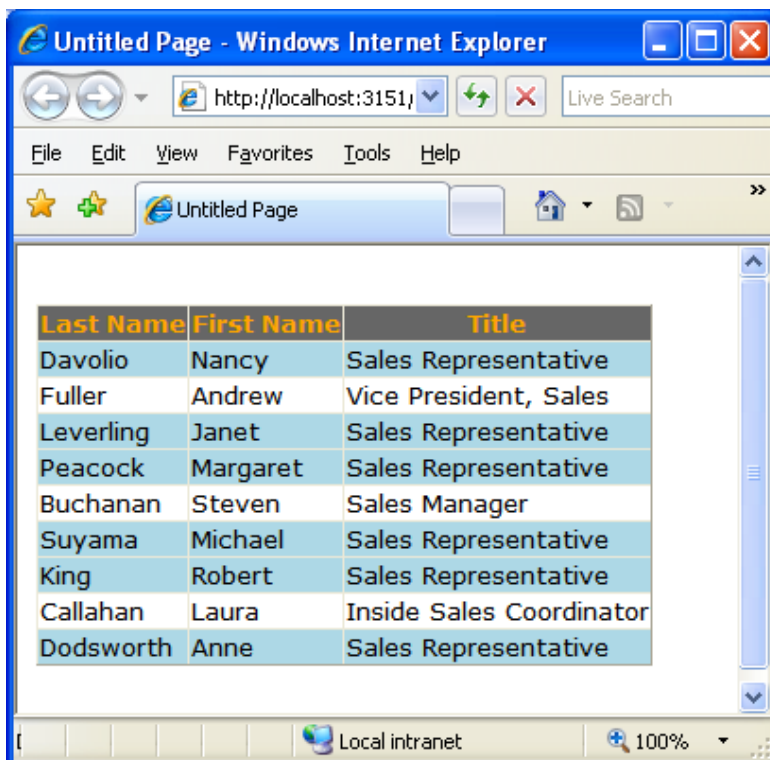 Untitled Page - Windows Internet Explorer
http://localhost:3151/
Live Search
File Edit View Favorites Tools Help
Untitled Page
»
Last Name First Name Title
Davolio Nancy Sales Representative
Fuller Andrew Vice President, Sales
Leverling Janet Sales Representative
Peacock Margaret Sales Representative
Buchanan Steven Sales Manager
Suyama Michael Sales Representative
King Robert Sales Representative
Callahan Laura Inside Sales Coordinator
Dodsworth Anne Sales Representative
Local intranet 100%